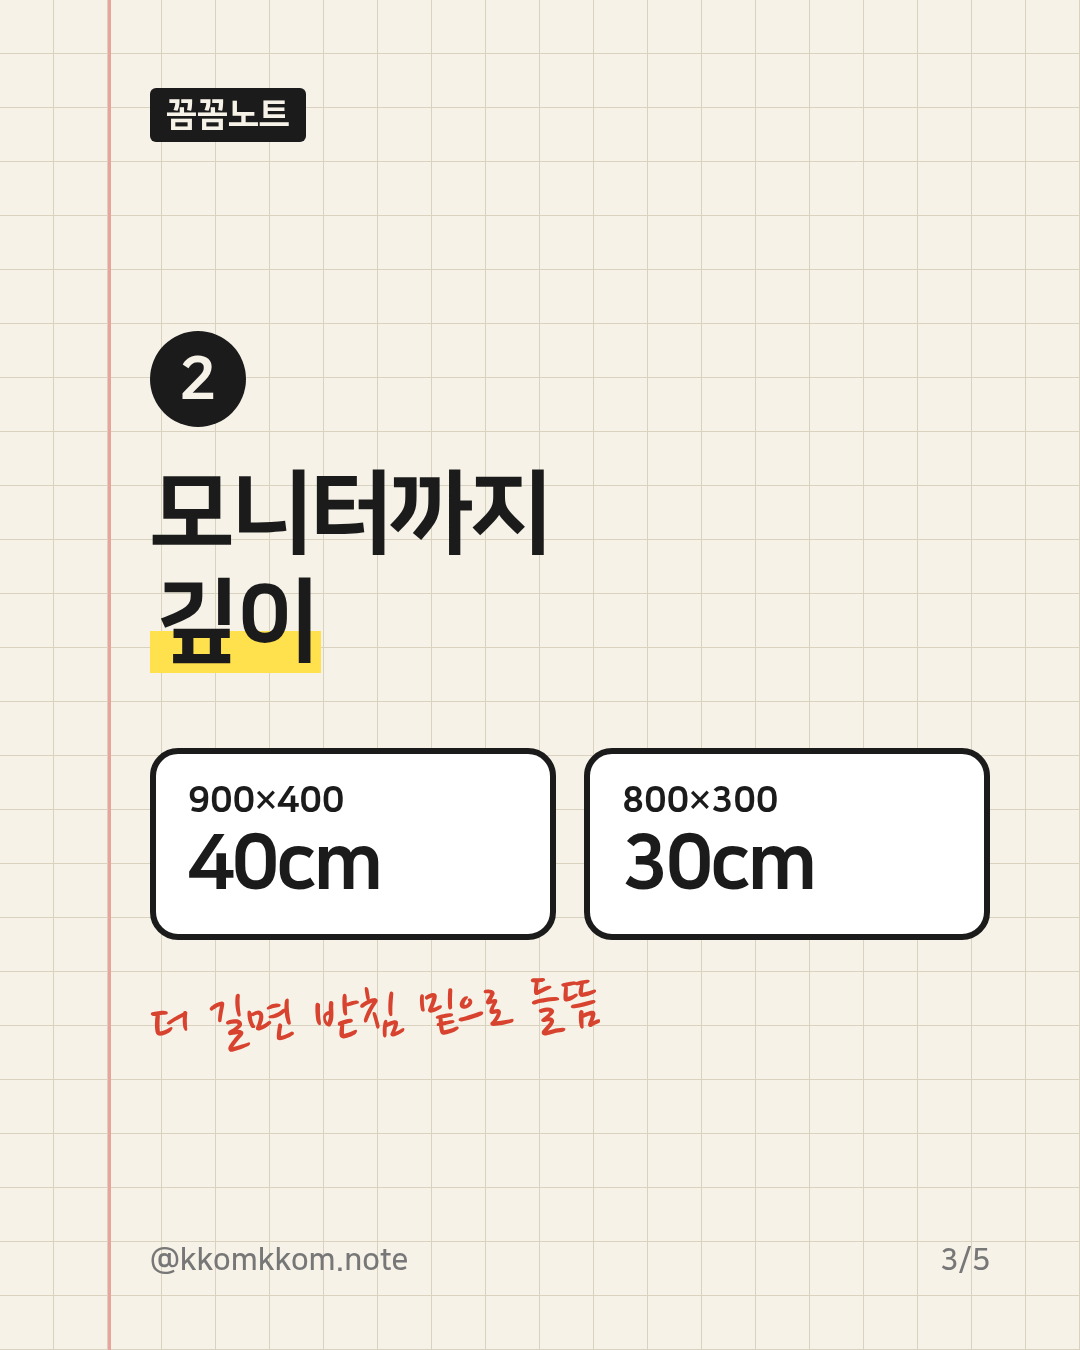 꼼꼼노트
2
모니터까지
깊이
900×400
40cm
800×300
30cm
더 길면 받침 밑으로 들뜸
@kkomkkom.note
3/5